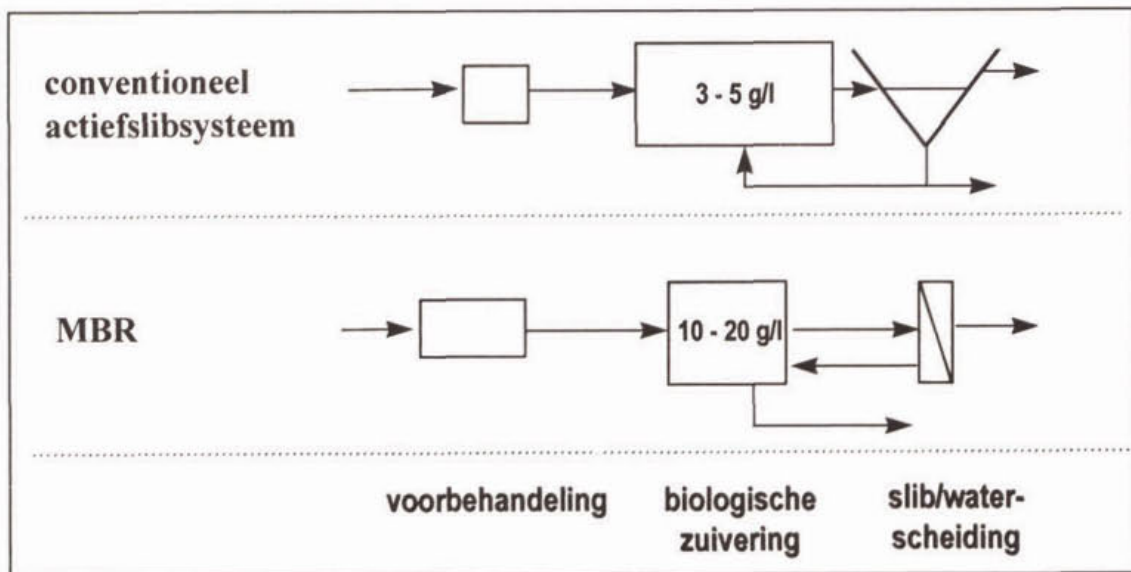 conventioneel
actiefslibsysteem
3 - 5 g/l
MBR
10 - 20 g/l
voorbehandeling
biologische
zuivering
slib/water-
scheiding